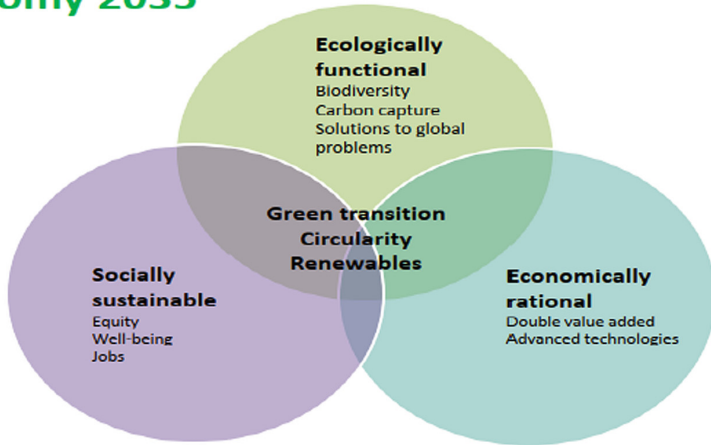 Ecologically
functional
Biodiversity
Carbon capture
Solutions to global
problems
Green transition
Circularity
Renewables
Socially
sustainable
Equity
Well-being
Jobs
Economically
rational
Double value added
Advanced technologies